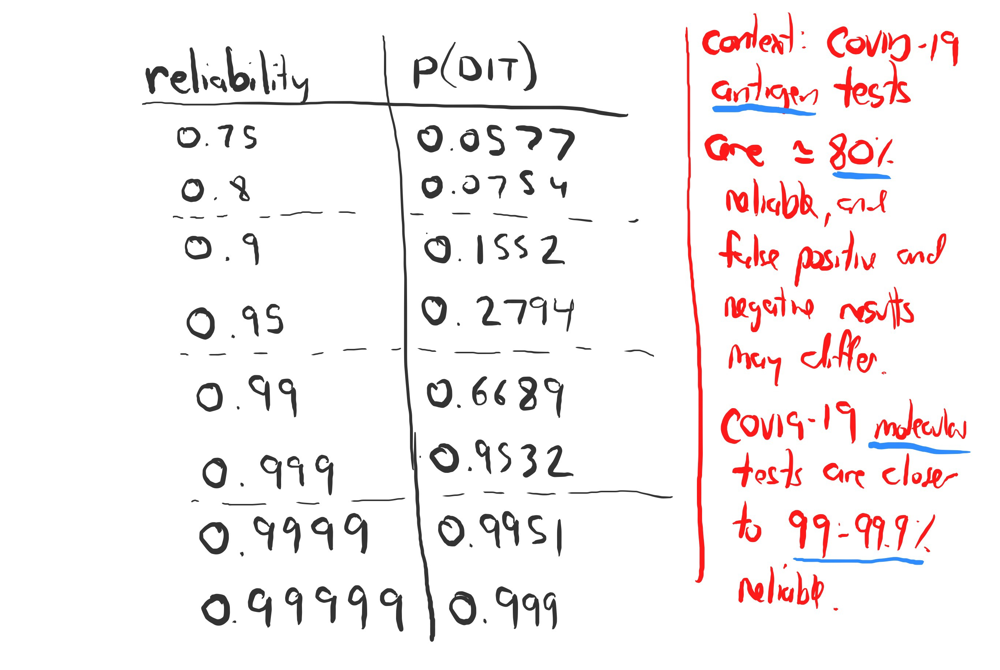 reliability P(D|T)
0.75 0.0577
0.8 0.0754
0.9 0.1552
0.95 0.2794
0.99 0.6689
0.999 0.9532
0.9999 0.9951
0.99999 0.999
context: COVID-19
antigen tests
are ≃ 80%
reliable, and
false positive and
negative rates
may differ.
COVID-19 molecular
tests are closer
to 99-99.9%
reliable.